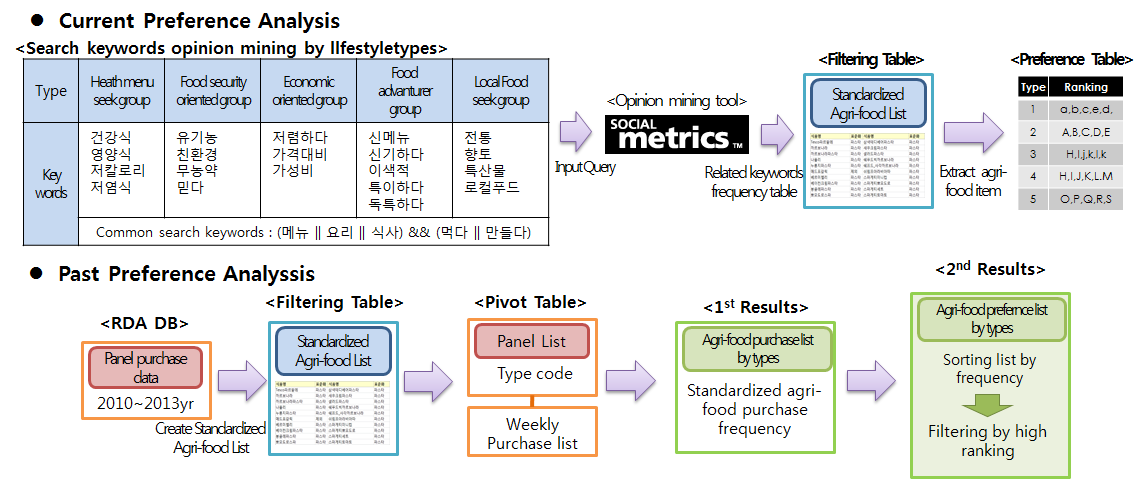 ● Current Preference Analysis
<Search keywords opinion mining by llfestyletypes>
Type
Heath menu
seek group
Food security
oriented group
Economic
oriented group
Food
advanturer
group
Local Food
seek group
Key
words
건강식
영양식
저칼로리
저염식
유기농
친환경
무농약
믿다
저렴하다
가격대비
가성비
신메뉴
신기하다
이색적
특이하다
독특하다
전통
향토
특산물
로컬푸드
Common search keywords : (메뉴 ‖ 요리 ‖ 식사) && (먹다 ‖ 만들다)
Input Query
<Opinion mining tool>
SOCIAL
metrics™
Related keywords
frequency table
<Filtering Table>
Standardized
Agri-food List
Extract agri-
food item
<Preference Table>
Type Ranking
1 a,b,c,e,d,
2 A,B,C,D,E
3 H,I,j,k,l,k
4 H,I,J,K,L.M
5 O,P,Q,R,S
● Past Preference Analyssis
<RDA DB>
Panel purchase
data
2010~2013yr
Create Standardized
Agri-food List
<Filtering Table>
Standardized
Agri-food List
<Pivot Table>
Panel List
Type code
Weekly
Purchase list
<1st Results>
Agri-food purchase list
by types
Standardized agri-
food purchase
frequency
<2nd Results>
Agri-food prefernce list
by types
Sorting list by
frequency
Filtering by high
ranking